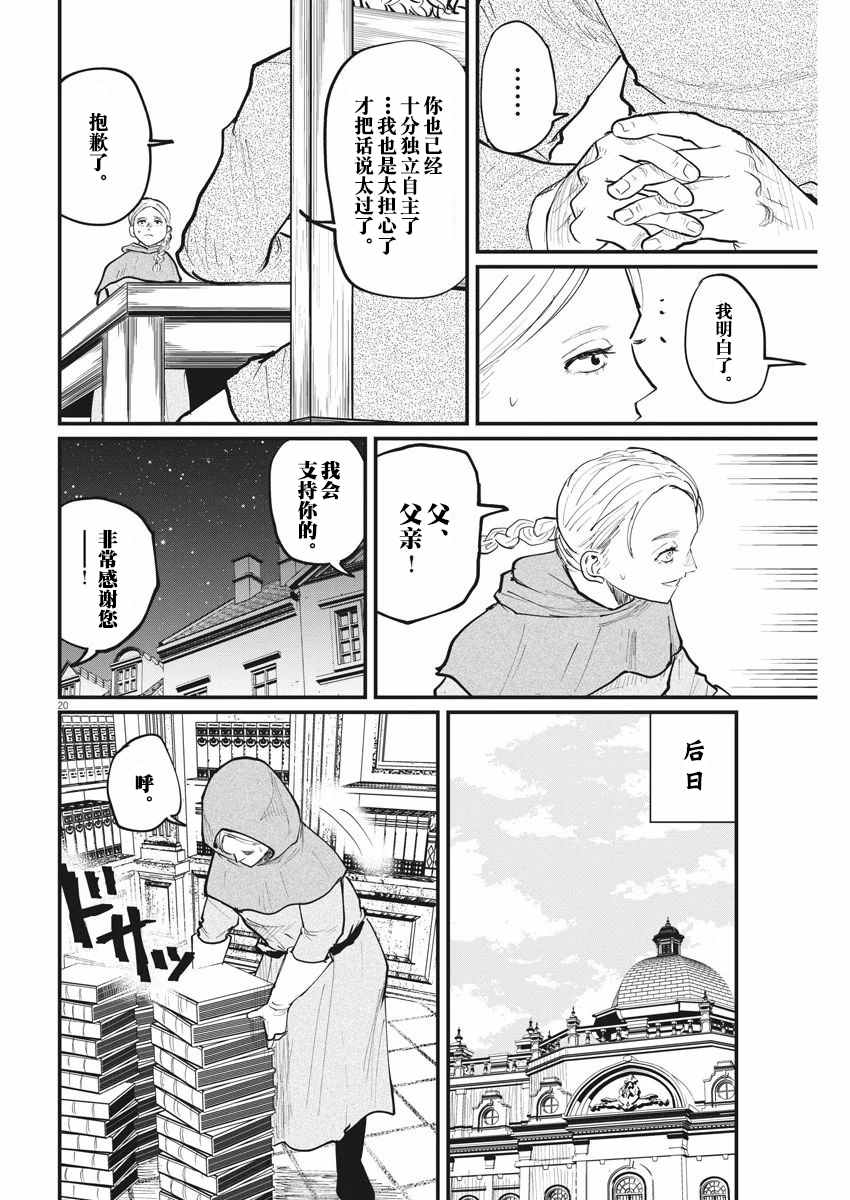 ……
你也已经
十分独立自主了
…我也是太担心了
才把话说太过了。
抱歉了。
我明白了。
父、
父亲！
我会
支持你的。
非常感谢您
——！
20
后日
呼。
ドサッ